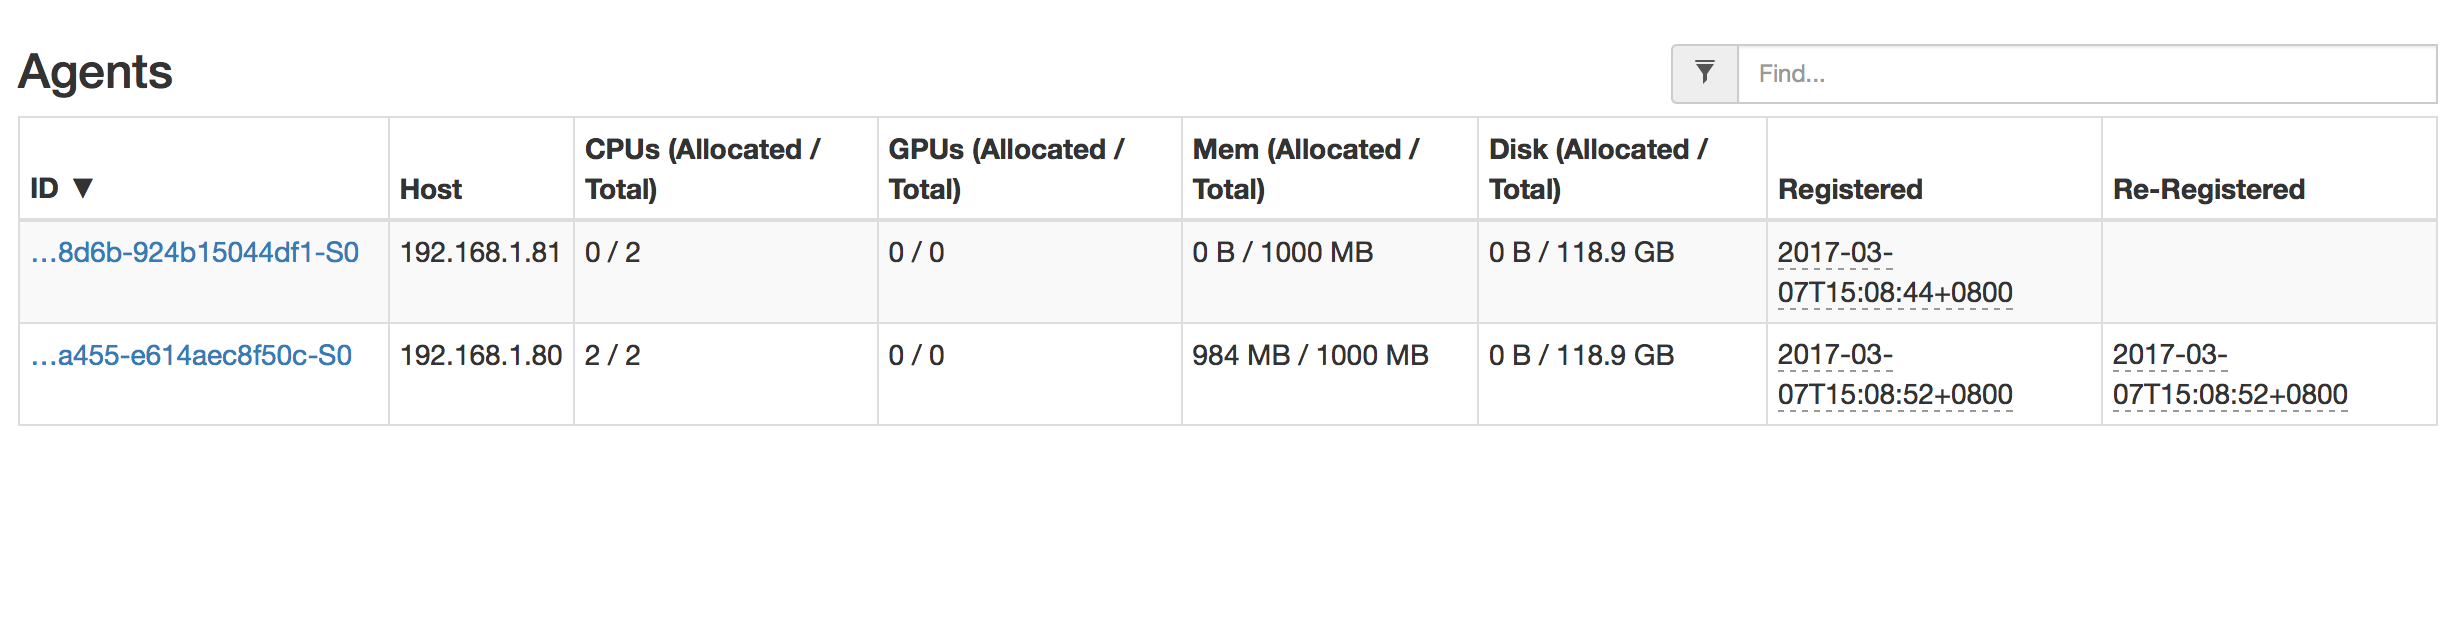 Agents
Find...
ID ▼ Host CPUs (Allocated / Total) GPUs (Allocated / Total) Mem (Allocated / Total) Disk (Allocated / Total) Registered Re-Registered
...8d6b-924b15044df1-S0 192.168.1.81 0 / 2 0 / 0 0 B / 1000 MB 0 B / 118.9 GB 2017-03-07T15:08:44+0800
...a455-e614aec8f50c-S0 192.168.1.80 2 / 2 0 / 0 984 MB / 1000 MB 0 B / 118.9 GB 2017-03-07T15:08:52+0800 2017-03-07T15:08:52+0800